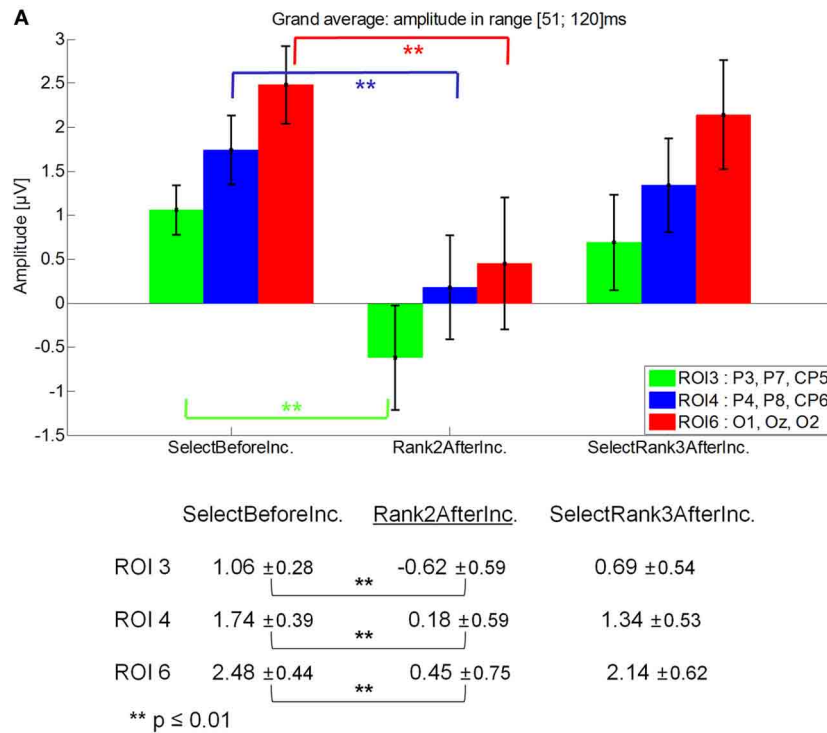 A
Grand average: amplitude in range [51; 120]ms
3
2.5
2
1.5
1
0.5
0
-0.5
-1
-1.5
Amplitude [µV]
**
**
**
ROI3 : P3, P7, CP5
ROI4 : P4, P8, CP6
ROI6 : O1, Oz, O2
SelectBeforeInc. Rank2AfterInc. SelectRank3AfterInc.
SelectBeforeInc. Rank2AfterInc. SelectRank3AfterInc.
ROI 3 1.06 ±0.28 -0.62 ±0.59 0.69 ±0.54
**
ROI 4 1.74 ±0.39 0.18 ±0.59 1.34 ±0.53
**
ROI 6 2.48 ±0.44 0.45 ±0.75 2.14 ±0.62
**
** p ≤ 0.01